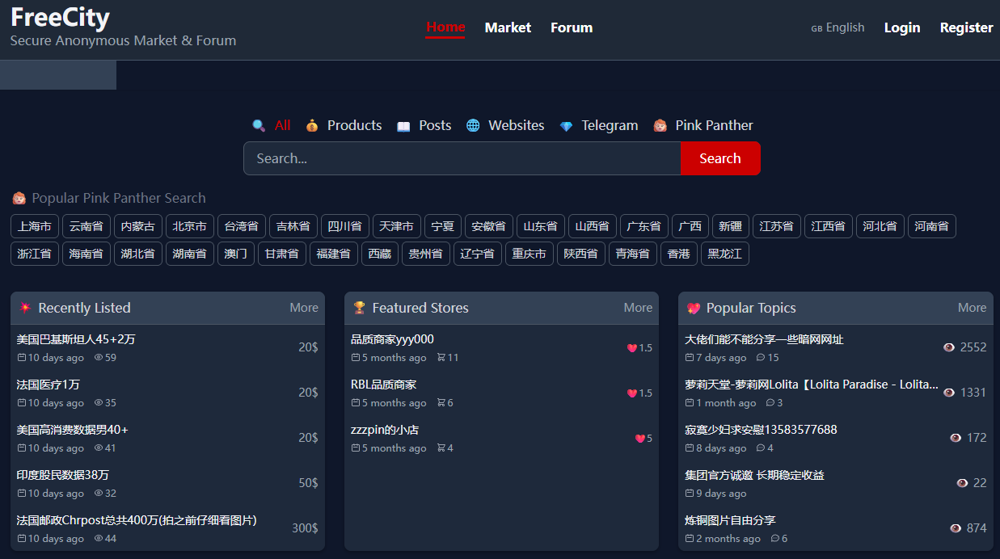 FreeCity
Secure Anonymous Market & Forum
Home Market Forum
GB English Login Register
All Products Posts Websites Telegram Pink Panther
Search... Search
Popular Pink Panther Search
上海市 云南省 内蒙古 北京市 台湾省 吉林省 四川省 天津市 宁夏 安徽省 山东省 山西省 广东省 广西 新疆 江苏省 江西省 河北省 河南省
浙江省 海南省 湖北省 湖南省 澳门 甘肃省 福建省 西藏 贵州省 辽宁省 重庆市 陕西省 青海省 香港 黑龙江
Recently Listed More
美国巴基斯坦人45+2万
10 days ago 59
20$
法国医疗1万
10 days ago 35
20$
美国高消费数据男40+
10 days ago 41
20$
印度股民数据38万
10 days ago 32
50$
法国邮政Chrpost总共400万(拍之前仔细看图片)
10 days ago 44
300$
Featured Stores More
品质商家yyy000
5 months ago 11
1.5
RBL品质商家
5 months ago 6
1.5
zzzpin的小店
5 months ago 4
5
Popular Topics More
大佬们能不能分享一些暗网网址
7 days ago 15
2552
萝莉天堂-萝莉网Lolita【Lolita Paradise - Lolita...
1 month ago 3
1331
寂寞少妇求安慰13583577688
8 days ago 4
172
集团官方诚邀 长期稳定收益
9 days ago
22
炼铜图片自由分享
2 months ago 6
874